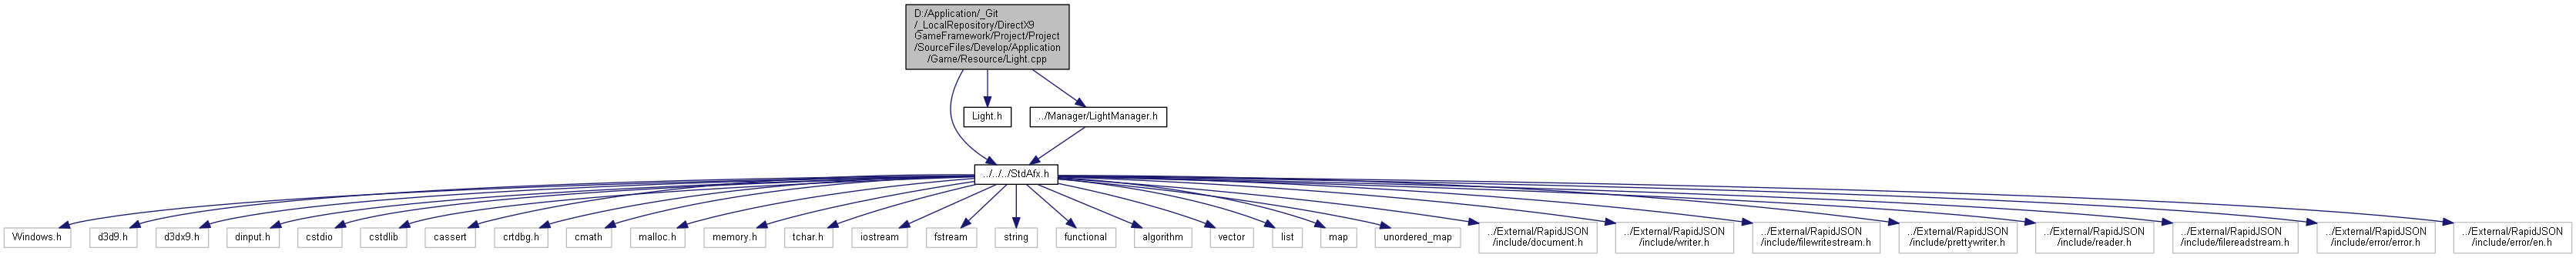 D:/Application/_Git
/_LocalRepository/DirectX9
GameFramework/Project/Project
/SourceFiles/Develop/Application
/Game/Resource/Light.cpp
Light.h
../Manager/LightManager.h
../../../StdAfx.h
Windows.h
d3d9.h
d3dx9.h
dinput.h
cstdio
cstdlib
cassert
crtdbg.h
cmath
malloc.h
memory.h
tchar.h
iostream
fstream
string
functional
algorithm
vector
list
map
unordered_map
../External/RapidJSON
/include/document.h
../External/RapidJSON
/include/writer.h
../External/RapidJSON
/include/filewritestream.h
../External/RapidJSON
/include/prettywriter.h
../External/RapidJSON
/include/reader.h
../External/RapidJSON
/include/filereadstream.h
../External/RapidJSON
/include/error/error.h
../External/RapidJSON
/include/error/en.h